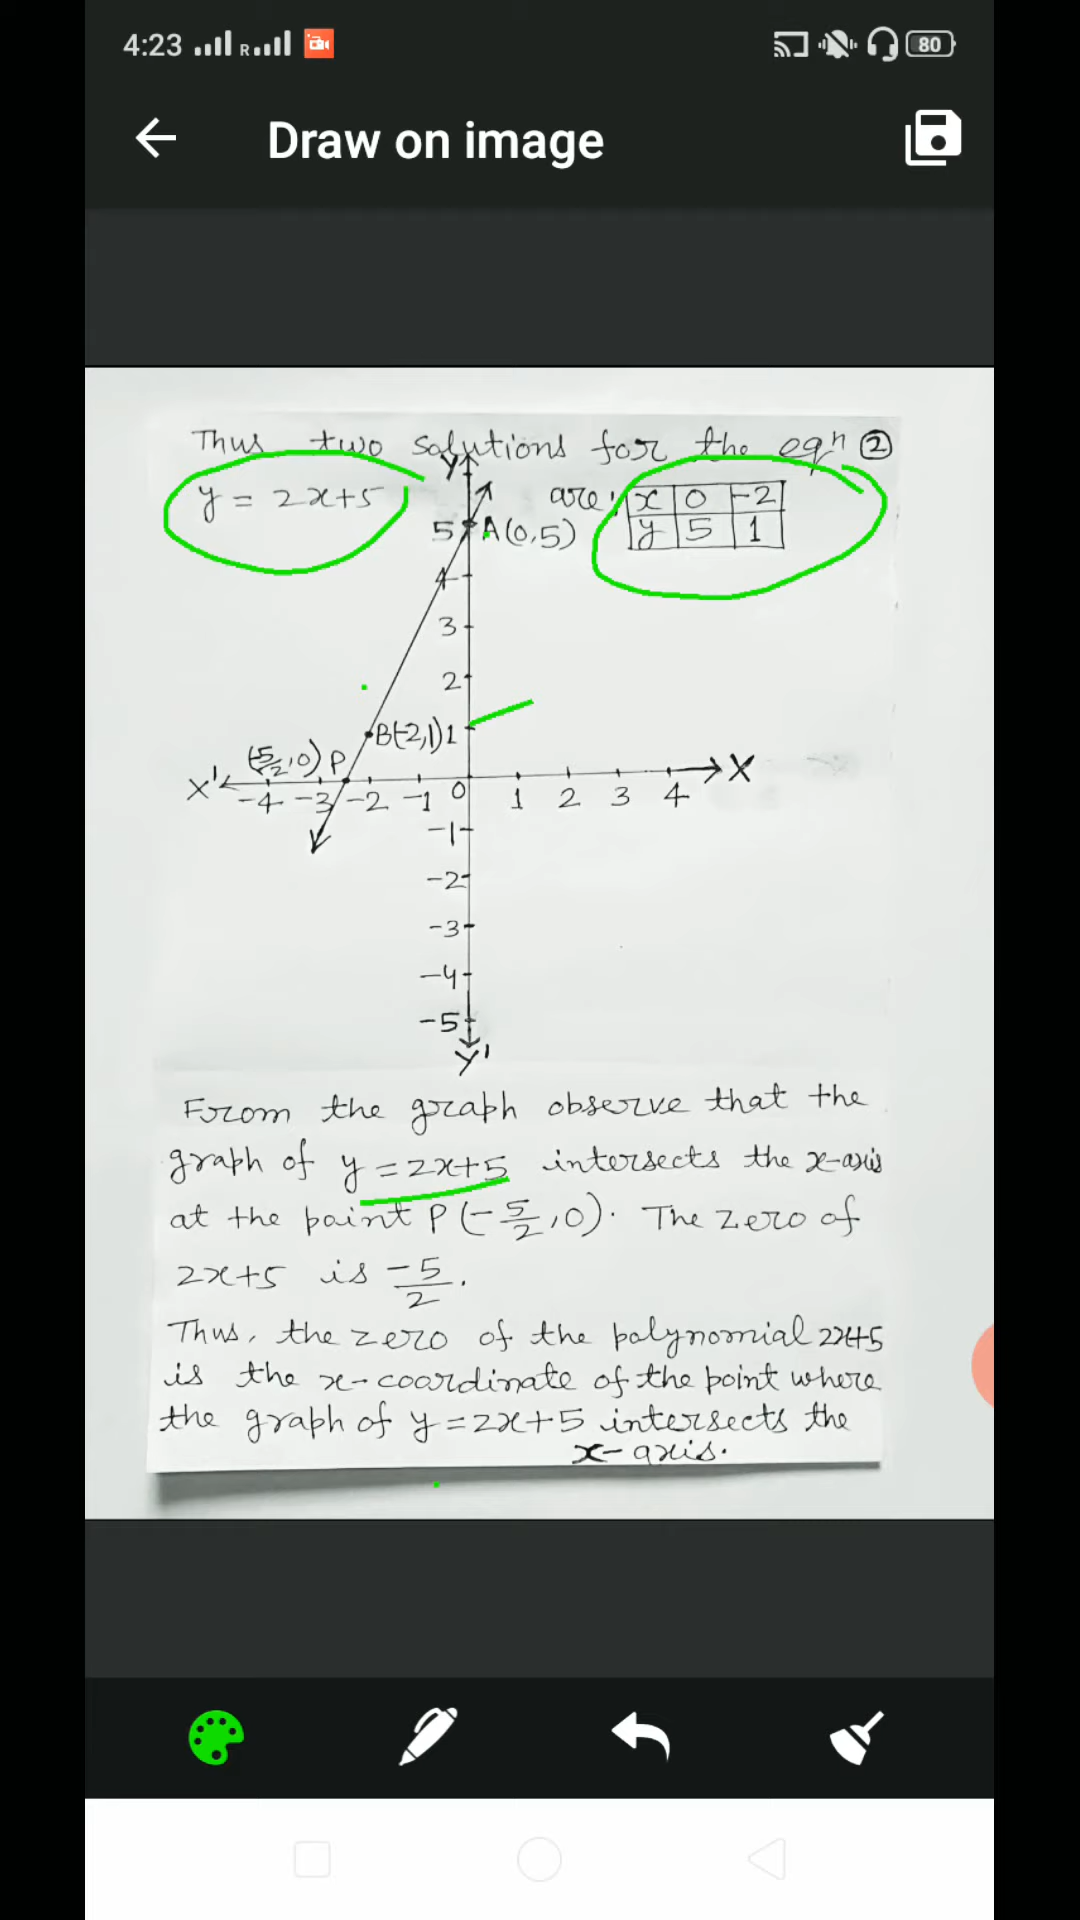 4:23 R 80
Draw on image
Thus two solutions for the eqn ②
y = 2x+5
are: x 0 -2
y 5 1
Y
5 A(0,5)
4
3
2
B(-2,1) 1
(-5/2,0) P
X' -4 -3 -2 -1 0 1 2 3 4 X
-1
-2
-3
-4
-5
Y'
From the graph observe that the
graph of y = 2x+5 intersects the x-axis
at the point P(-5/2,0). The zero of
2x+5 is -5/2.
Thus, the zero of the polynomial 2x+5
is the x-coordinate of the point where
the graph of y=2x+5 intersects the
x-axis.